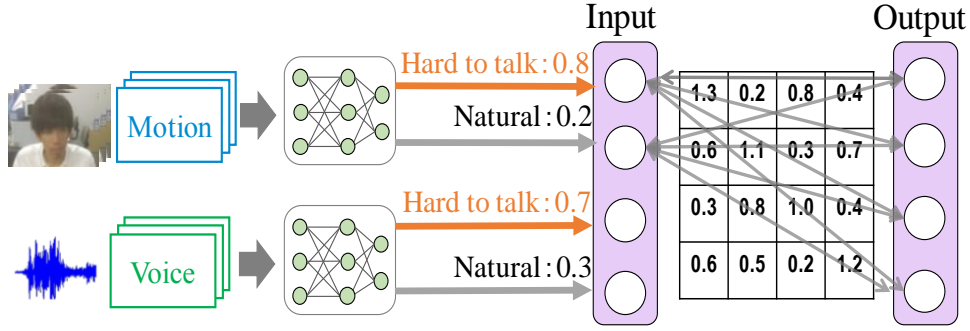 Input
Output
Hard to talk : 0.8
Motion
Natural : 0.2
Hard to talk : 0.7
Voice
Natural : 0.3
1.3 0.2 0.8 0.4
0.6 1.1 0.3 0.7
0.3 0.8 1.0 0.4
0.6 0.5 0.2 1.2